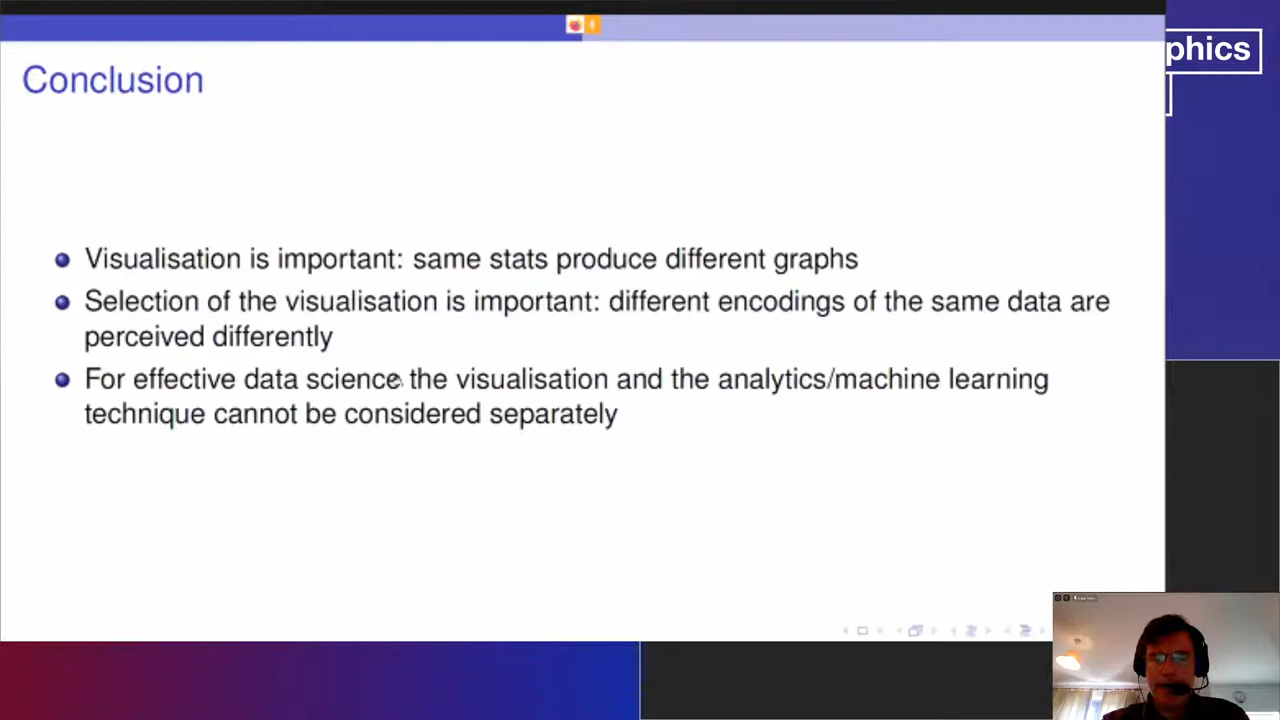 phics
Conclusion
Visualisation is important: same stats produce different graphs
Selection of the visualisation is important: different encodings of the same data are
perceived differently
For effective data science the visualisation and the analytics/machine learning
technique cannot be considered separately